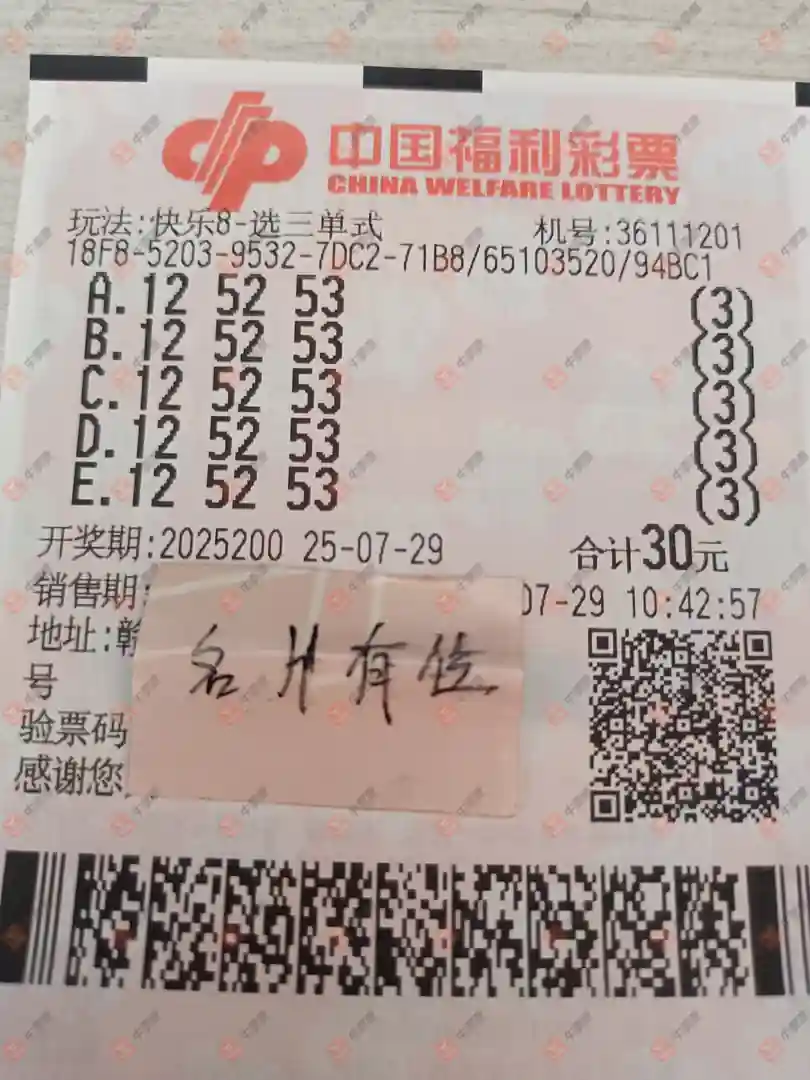 中国福利彩票
CHINA WELFARE LOTTERY
玩法:快乐8-选三单式 机号:36111201
18F8-5203-9532-7DC2-71B8/65103520/94BC1
A.12 52 53 (3)
B.12 52 53 (3)
C.12 52 53 (3)
D.12 52 53 (3)
E.12 52 53 (3)
开奖期:2025200 25-07-29 合计30元
销售期: 07-29 10:42:57
地址:赣
号
验票码
感谢您
名 有 位